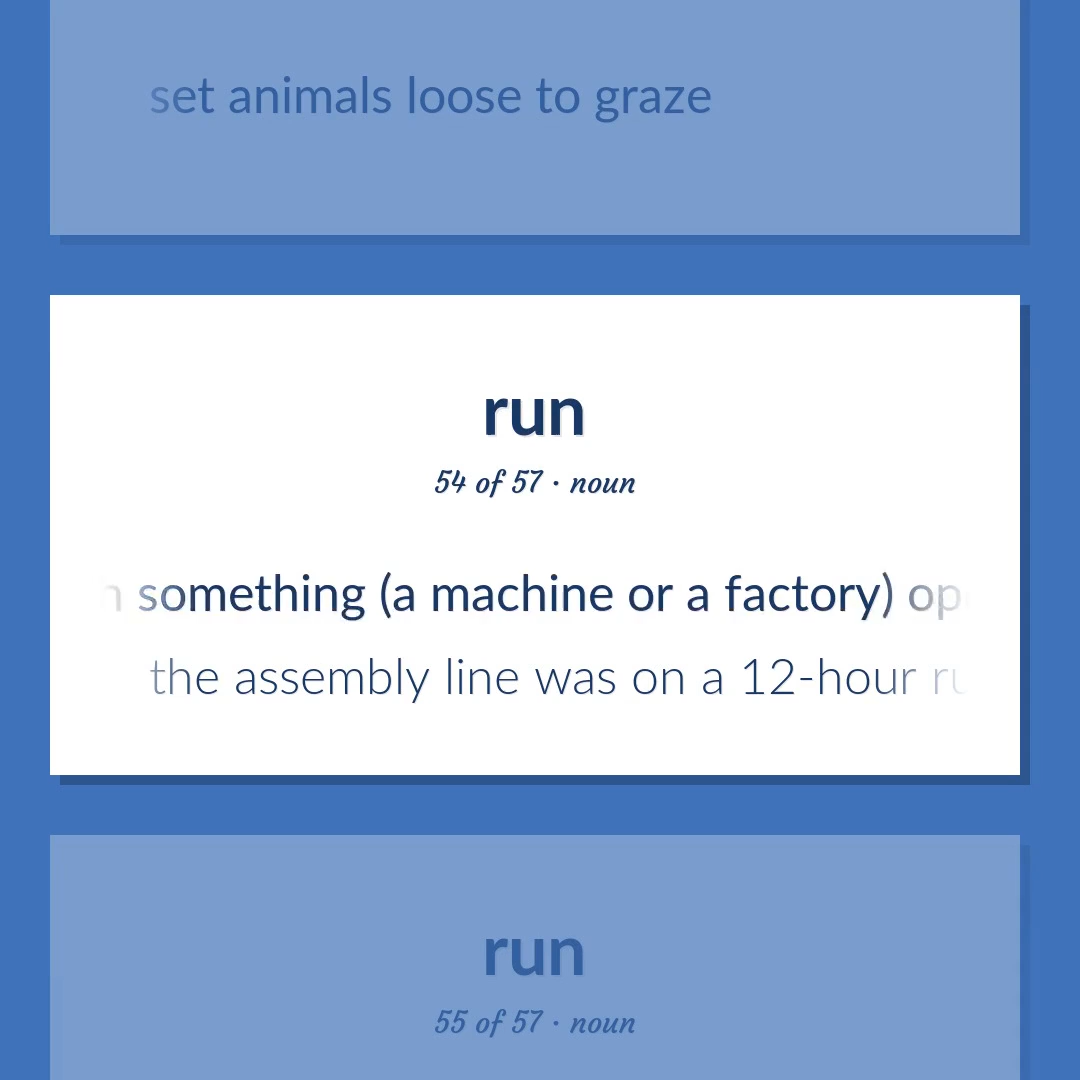 set animals loose to graze
run
54 of 57 · noun
something (a machine or a factory)
the assembly line was on a 12-hour
run
55 of 57 · noun